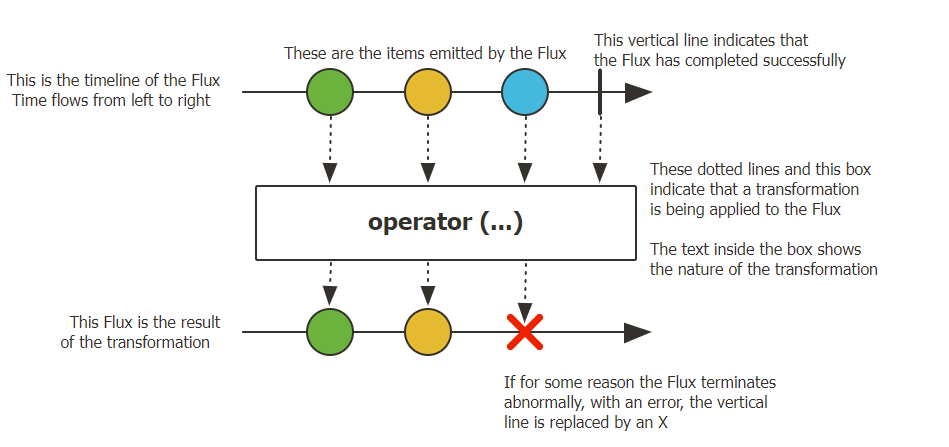 These are the items emitted by the Flux
This vertical line indicates that
the Flux has completed successfully
This is the timeline of the Flux
Time flows from left to right
These dotted lines and this box
indicate that a transformation
is being applied to the Flux
The text inside the box shows
the nature of the transformation
operator (...)
This Flux is the result
of the transformation
If for some reason the Flux terminates
abnormally, with an error, the vertical
line is replaced by an X